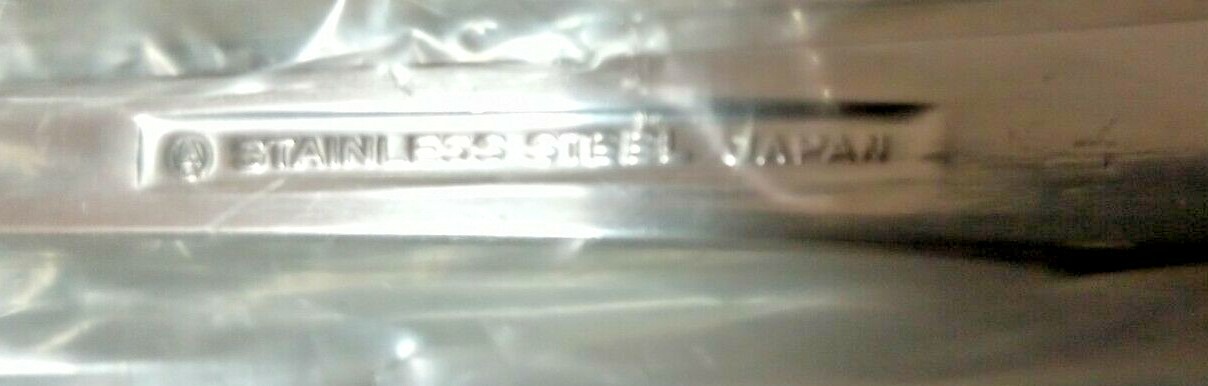 Ⓐ STAINLESS STEEL JAPAN